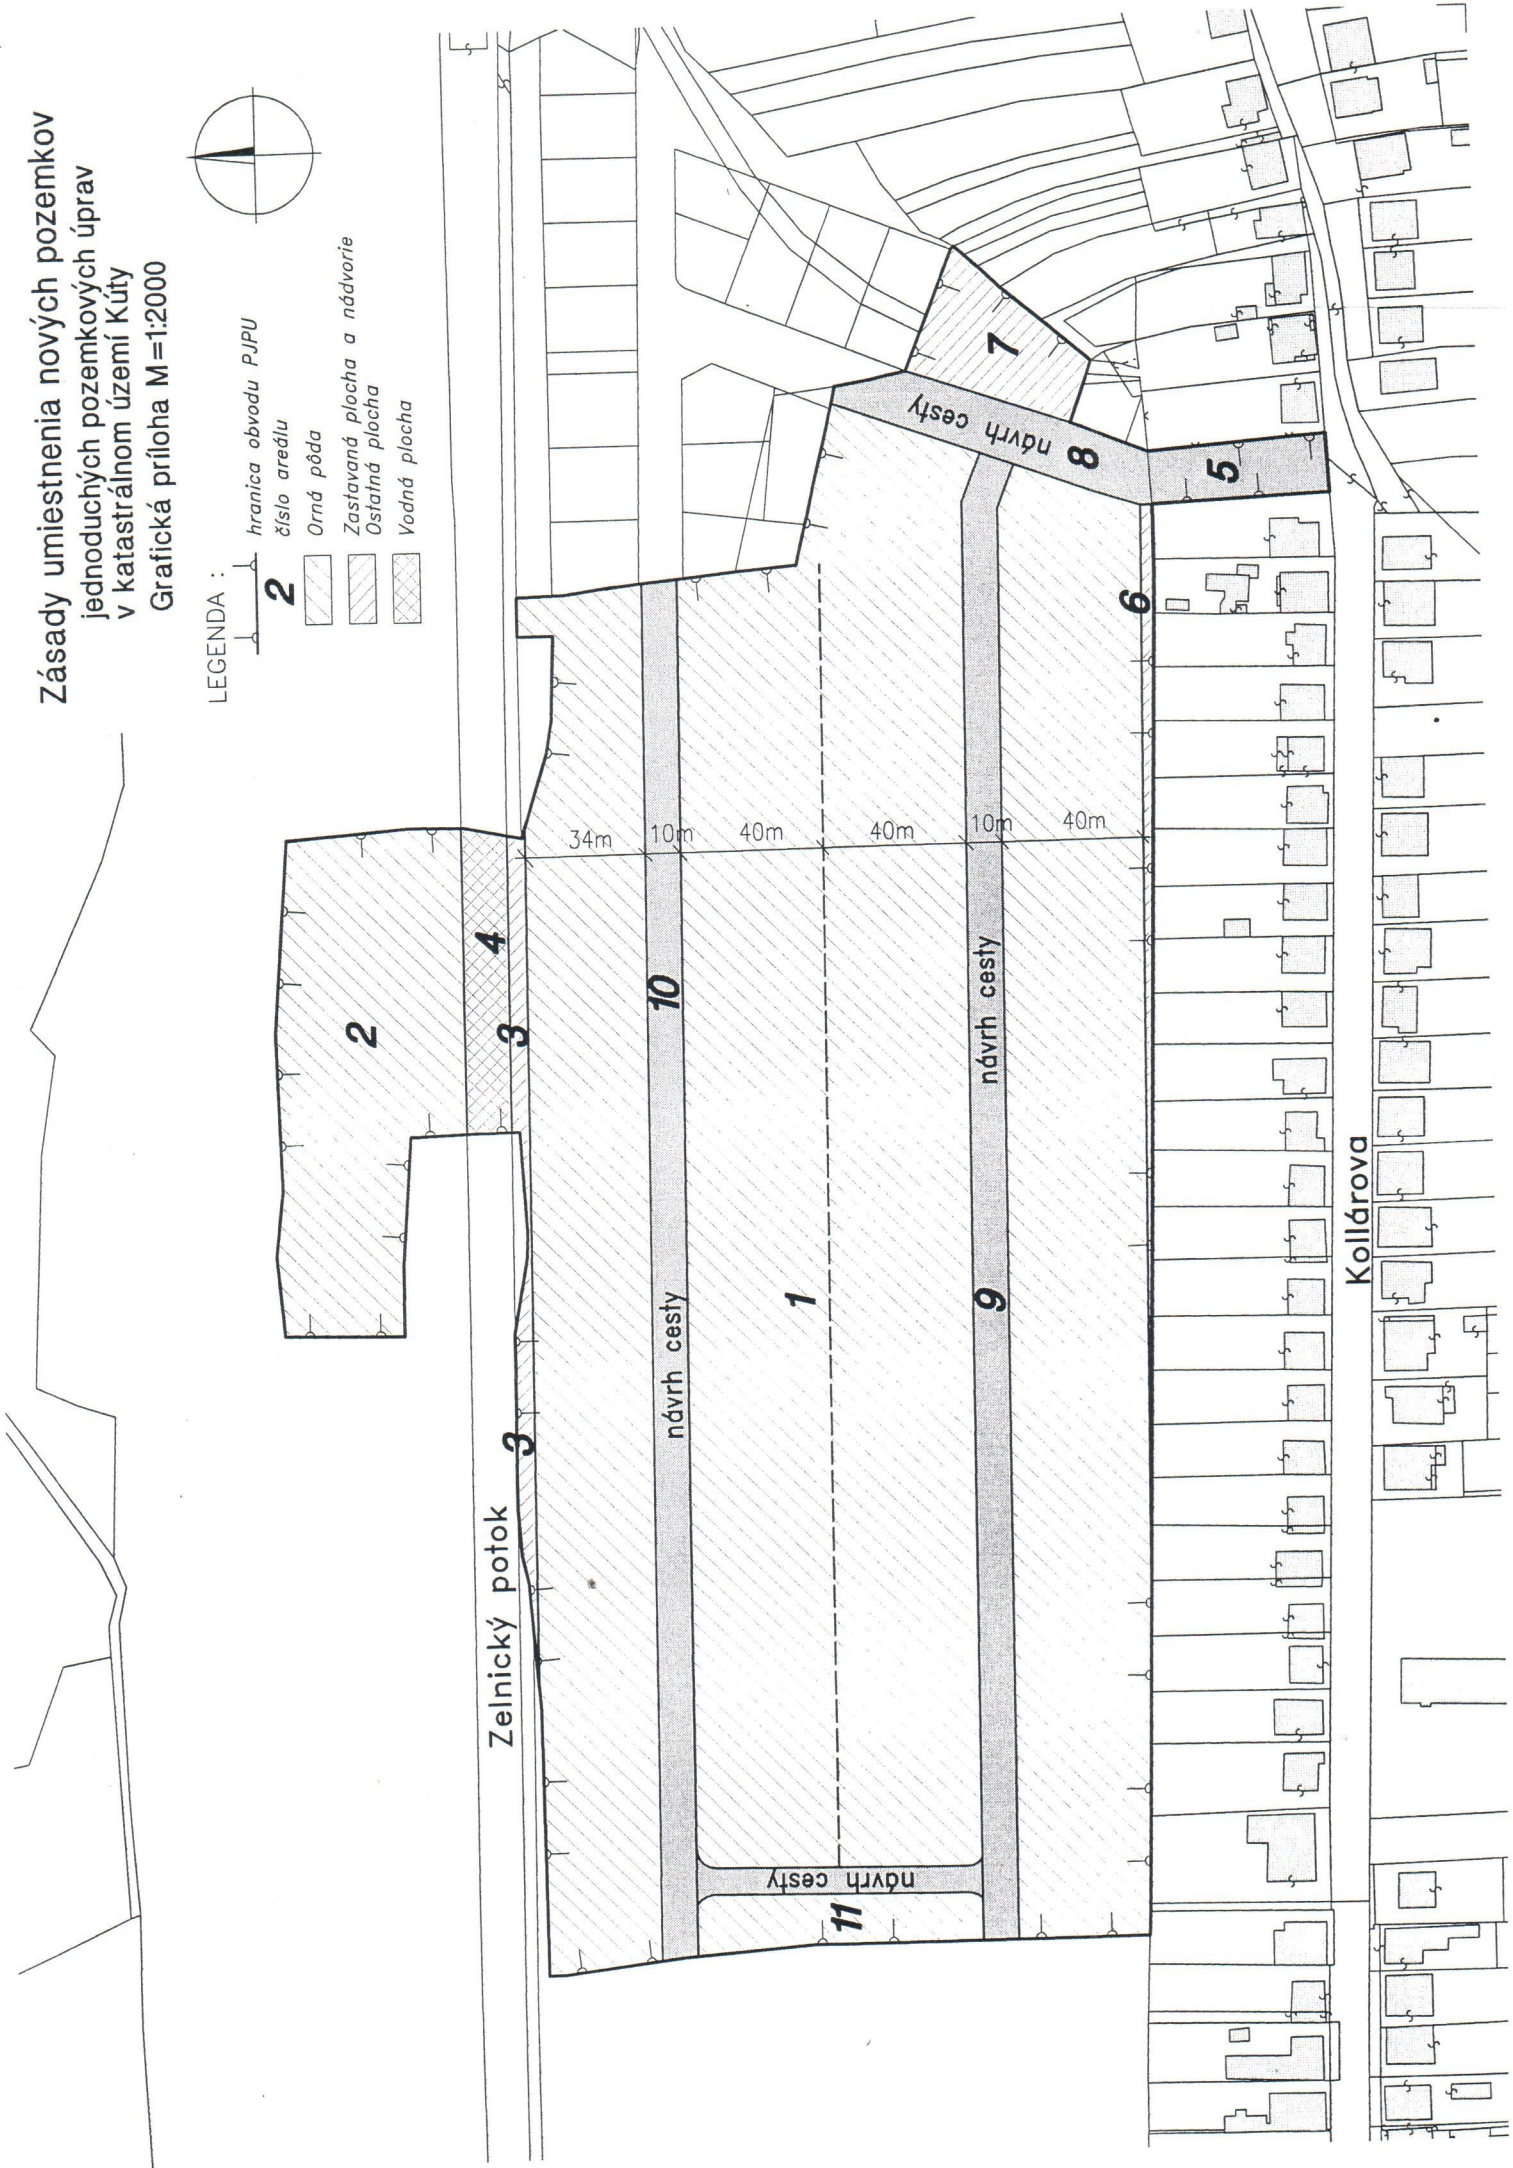 Zásady umiestnenia nových pozemkov
jednoduchých pozemkových úprav
v katastrálnom území Kúty
Grafická príloha M=1:2000
LEGENDA :
hranica obvodu PJPU
2
číslo areálu
Orná pôda
Zastavaná plocha a nádvorie
Ostatná plocha
Vodná plocha
2
4
3
3
Zelnický potok
34m
10m
40m
40m
10m
40m
10
návrh cesty
1
návrh cesty
9
návrh cesty
11
7
návrh cesty
8
5
6
Kollárova